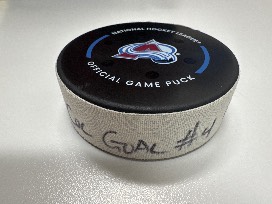 NATIONAL HOCKEY LEAGUE
OFFICIAL GAME PUCK
GOAL #4